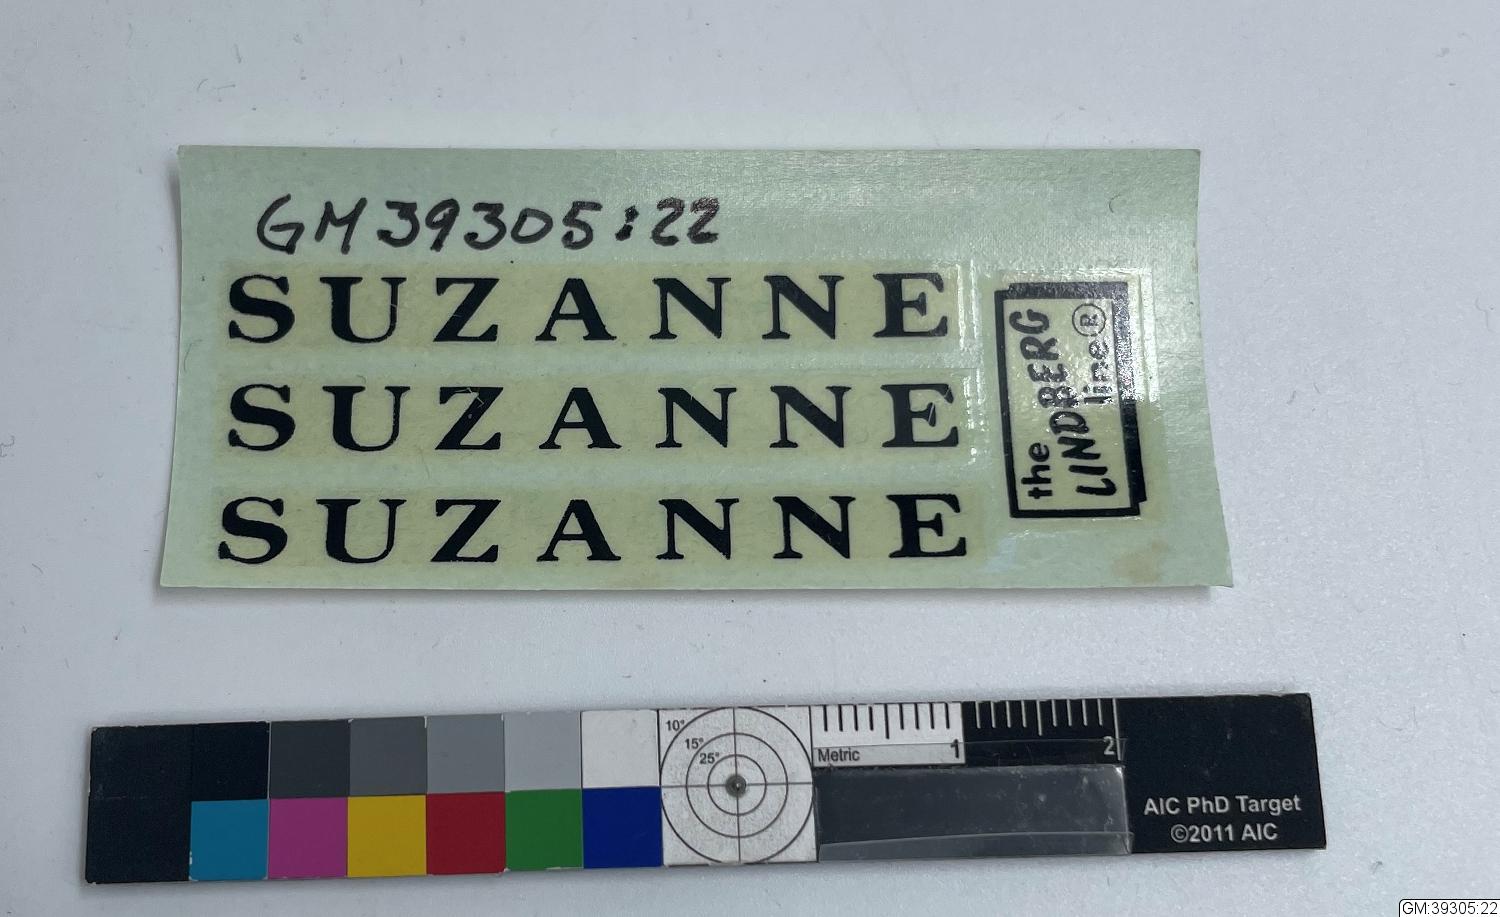 GM39305:22
SUZANNE
SUZANNE
SUZANNE
the
LINDBERG
line®
10°
15°
25°
Metric
1
2
AIC PhD Target
©2011 AIC
GM:39305:22